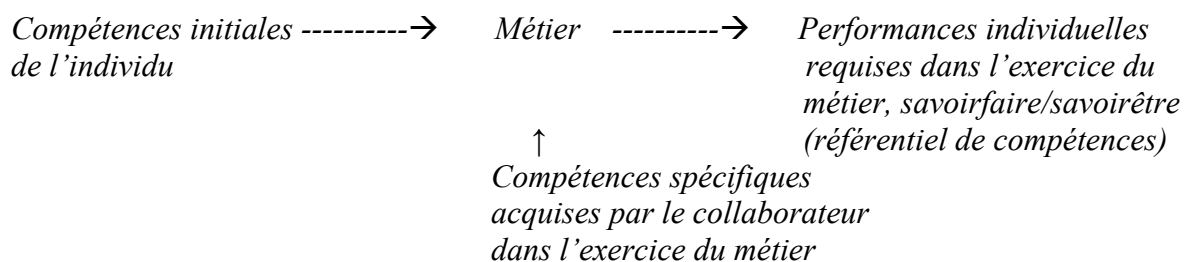 Compétences initiales ----------→ Métier ----------→ Performances individuelles
de l’individu requises dans l’exercice du
métier, savoirfaire/savoirêtre
↑ (référentiel de compétences)
Compétences spécifiques
acquises par le collaborateur
dans l’exercice du métier